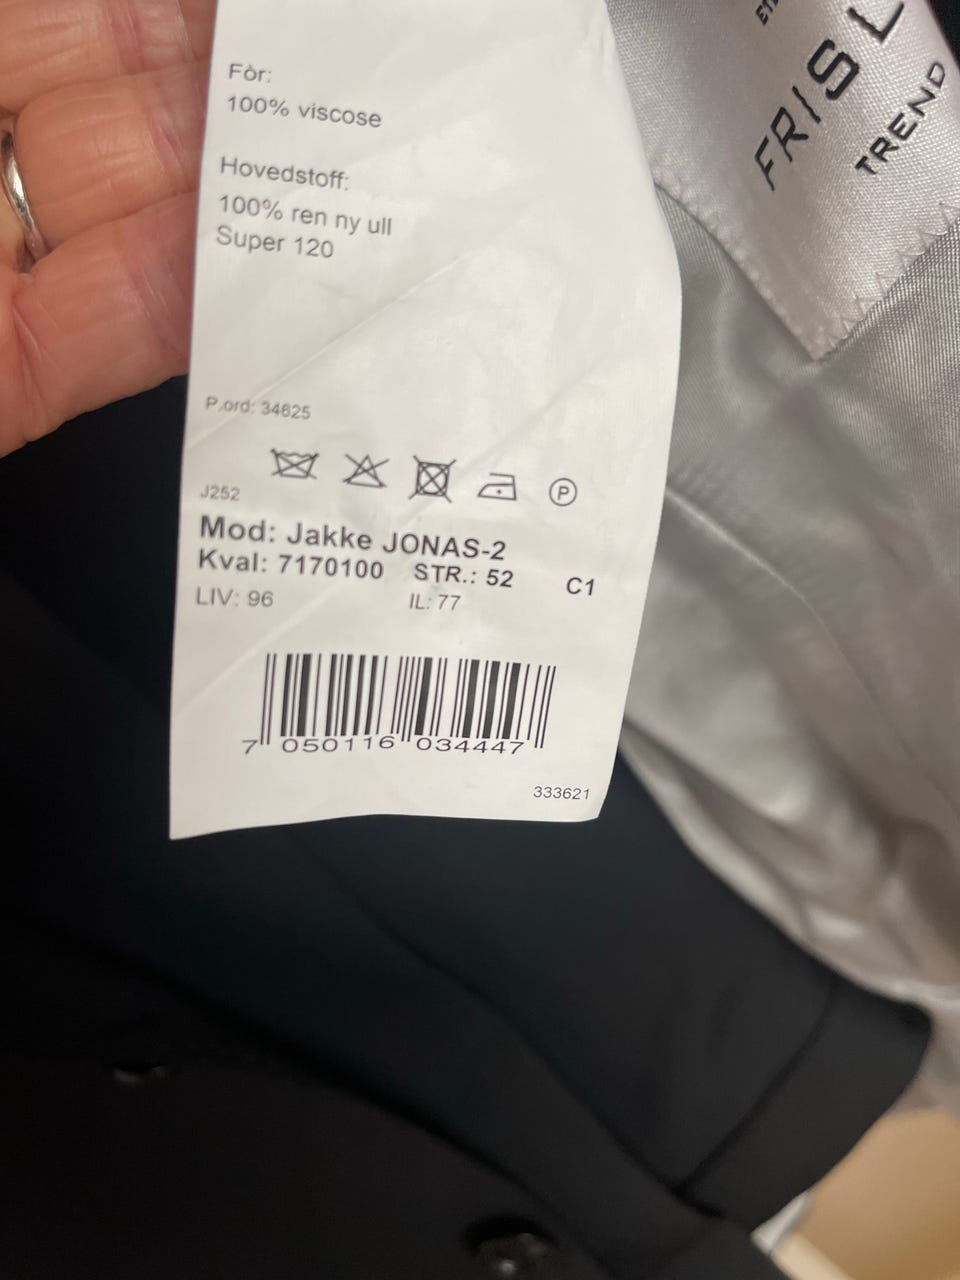 Fòr:
100% viscose
Hovedstoff:
100% ren ny ull
Super 120
P.ord: 34625
P
J252
Mod: Jakke JONAS-2
Kval: 7170100 STR.: 52 C1
LIV: 96 IL: 77
7 050116 034447
333621
FRISL
TREND